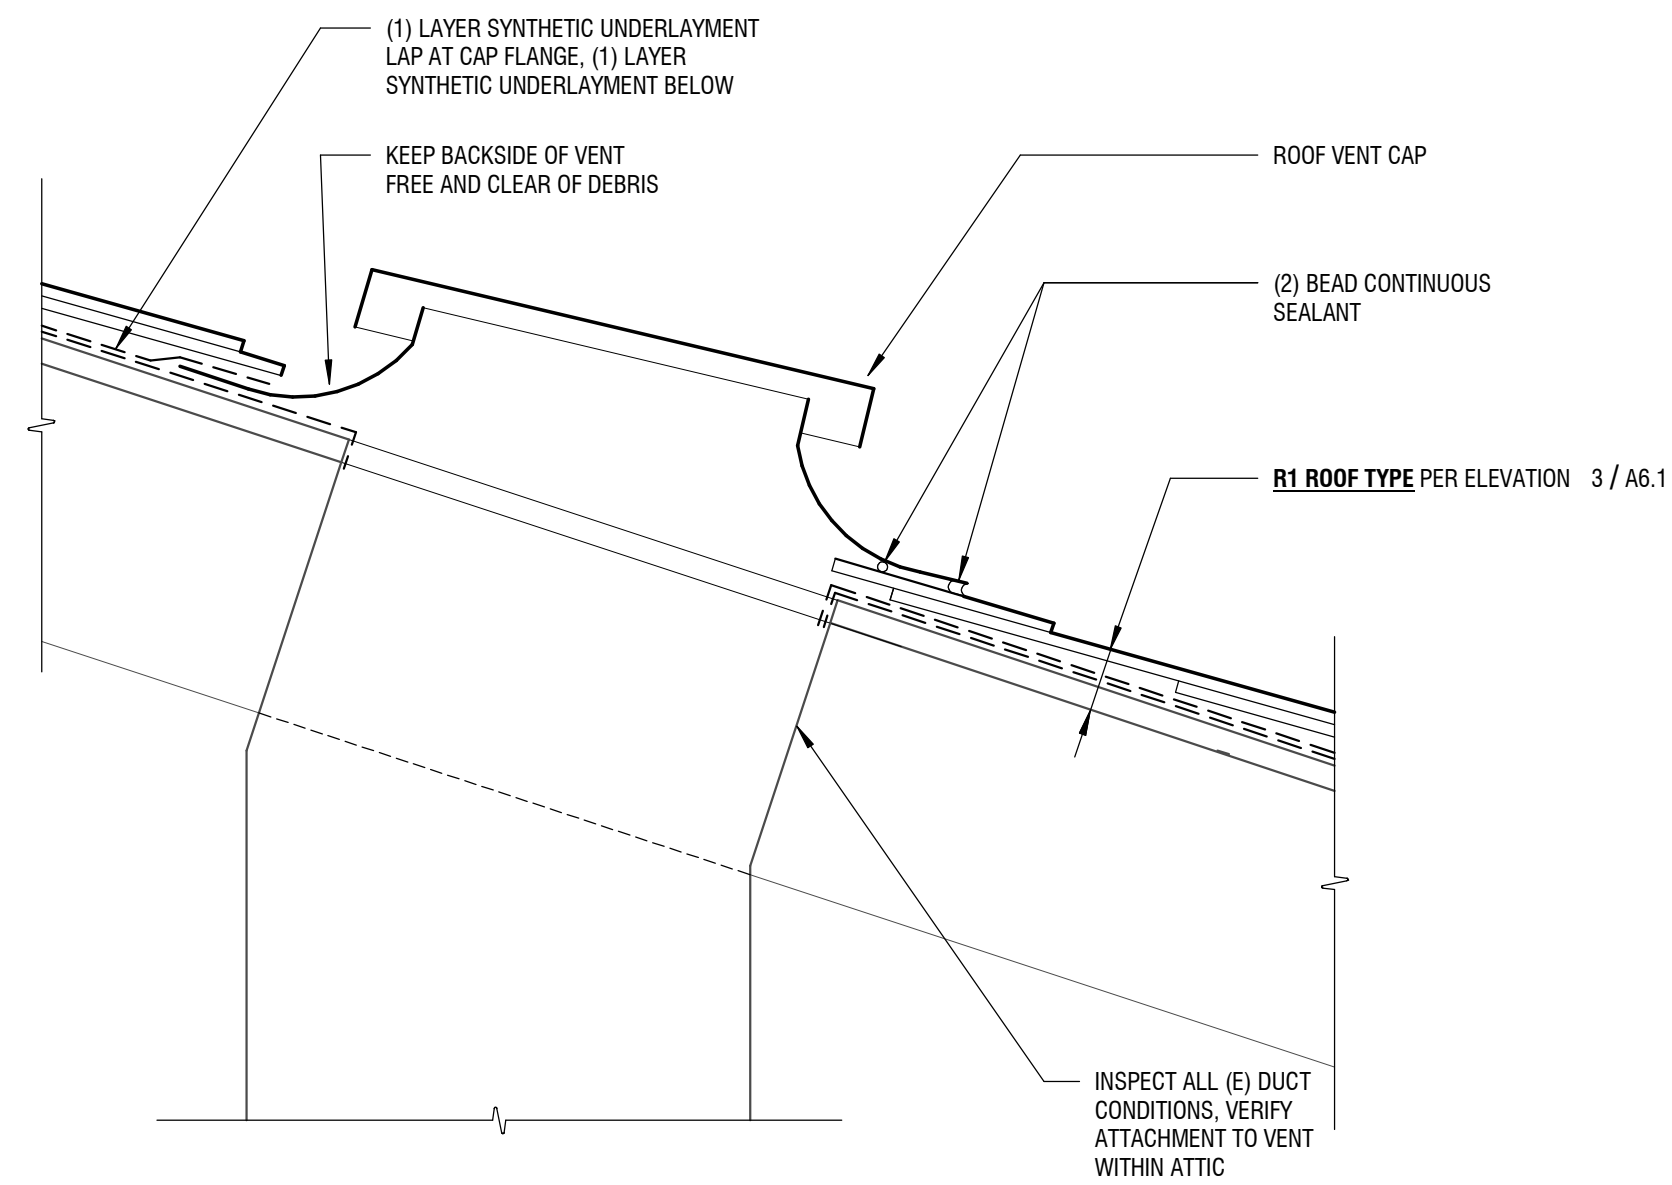 (1) LAYER SYNTHETIC UNDERLAYMENT
LAP AT CAP FLANGE, (1) LAYER
SYNTHETIC UNDERLAYMENT BELOW
KEEP BACKSIDE OF VENT
FREE AND CLEAR OF DEBRIS
ROOF VENT CAP
(2) BEAD CONTINUOUS
SEALANT
R1 ROOF TYPE PER ELEVATION 3 / A6.1
INSPECT ALL (E) DUCT
CONDITIONS, VERIFY
ATTACHMENT TO VENT
WITHIN ATTIC